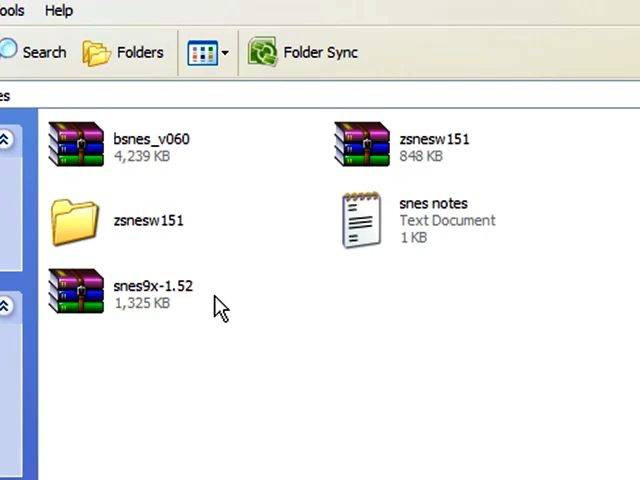 ools Help
Search Folders Folder Sync
es
bsnes_v060
4,239 KB
zsnesw151
848 KB
zsnesw151
snes notes
Text Document
1 KB
snes9x-1.52
1,325 KB